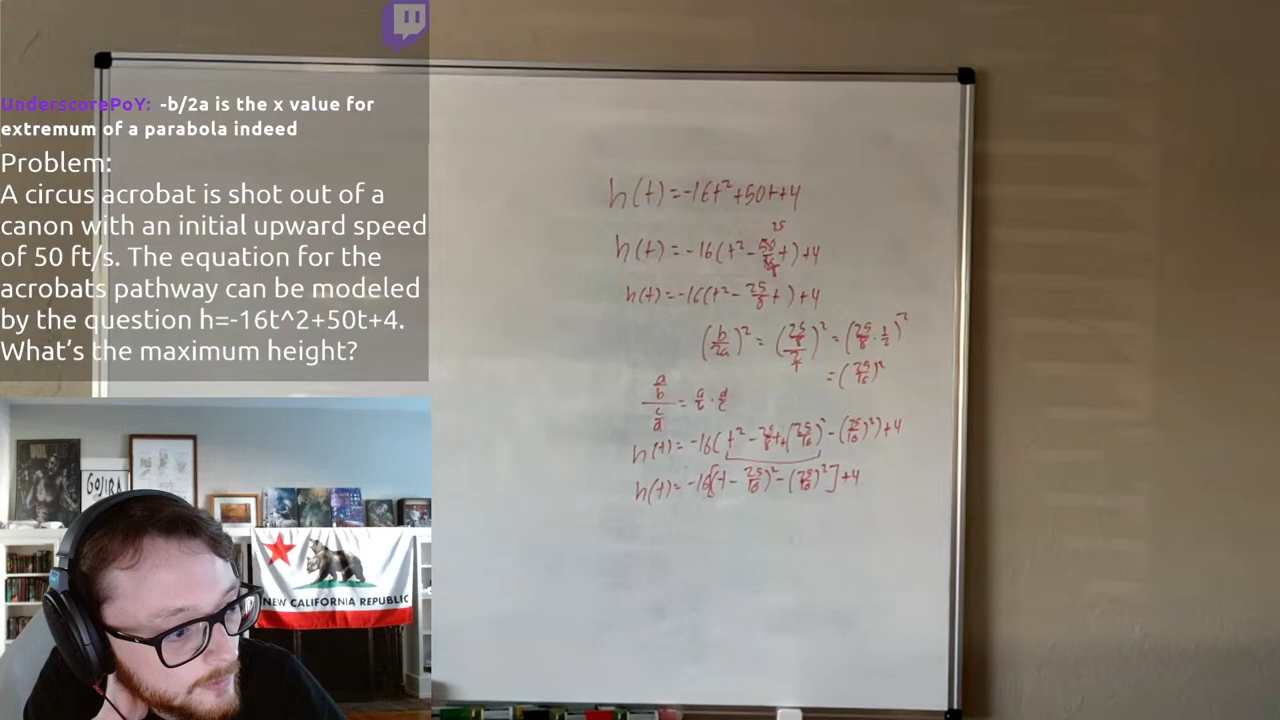 UnderscorePoY: -b/2a is the x value for
extremum of a parabola indeed
Problem:
A circus acrobat is shot out of a
canon with an initial upward speed
of 50 ft/s. The equation for the
acrobats pathway can be modeled
by the question h=-16t^2+50t+4.
What's the maximum height?
h(t)=-16t²+50t+4
25
h(t)=-16(t²-50/16 t)+4
h(t)=-16(t²-25/8 t)+4
(b/2a)²=((25/8)/(2/1))²=(25/8·1/2)²
=(25/16)²
(a/b)/(c/d)=a/b·d/c
h(t)=-16(t²-25/8t+(25/16)²-(25/16)²)+4
h(t)=-16[(t-25/16)²-(25/16)²]+4
GOJIRA
NEW CALIFORNIA REPUBLIC